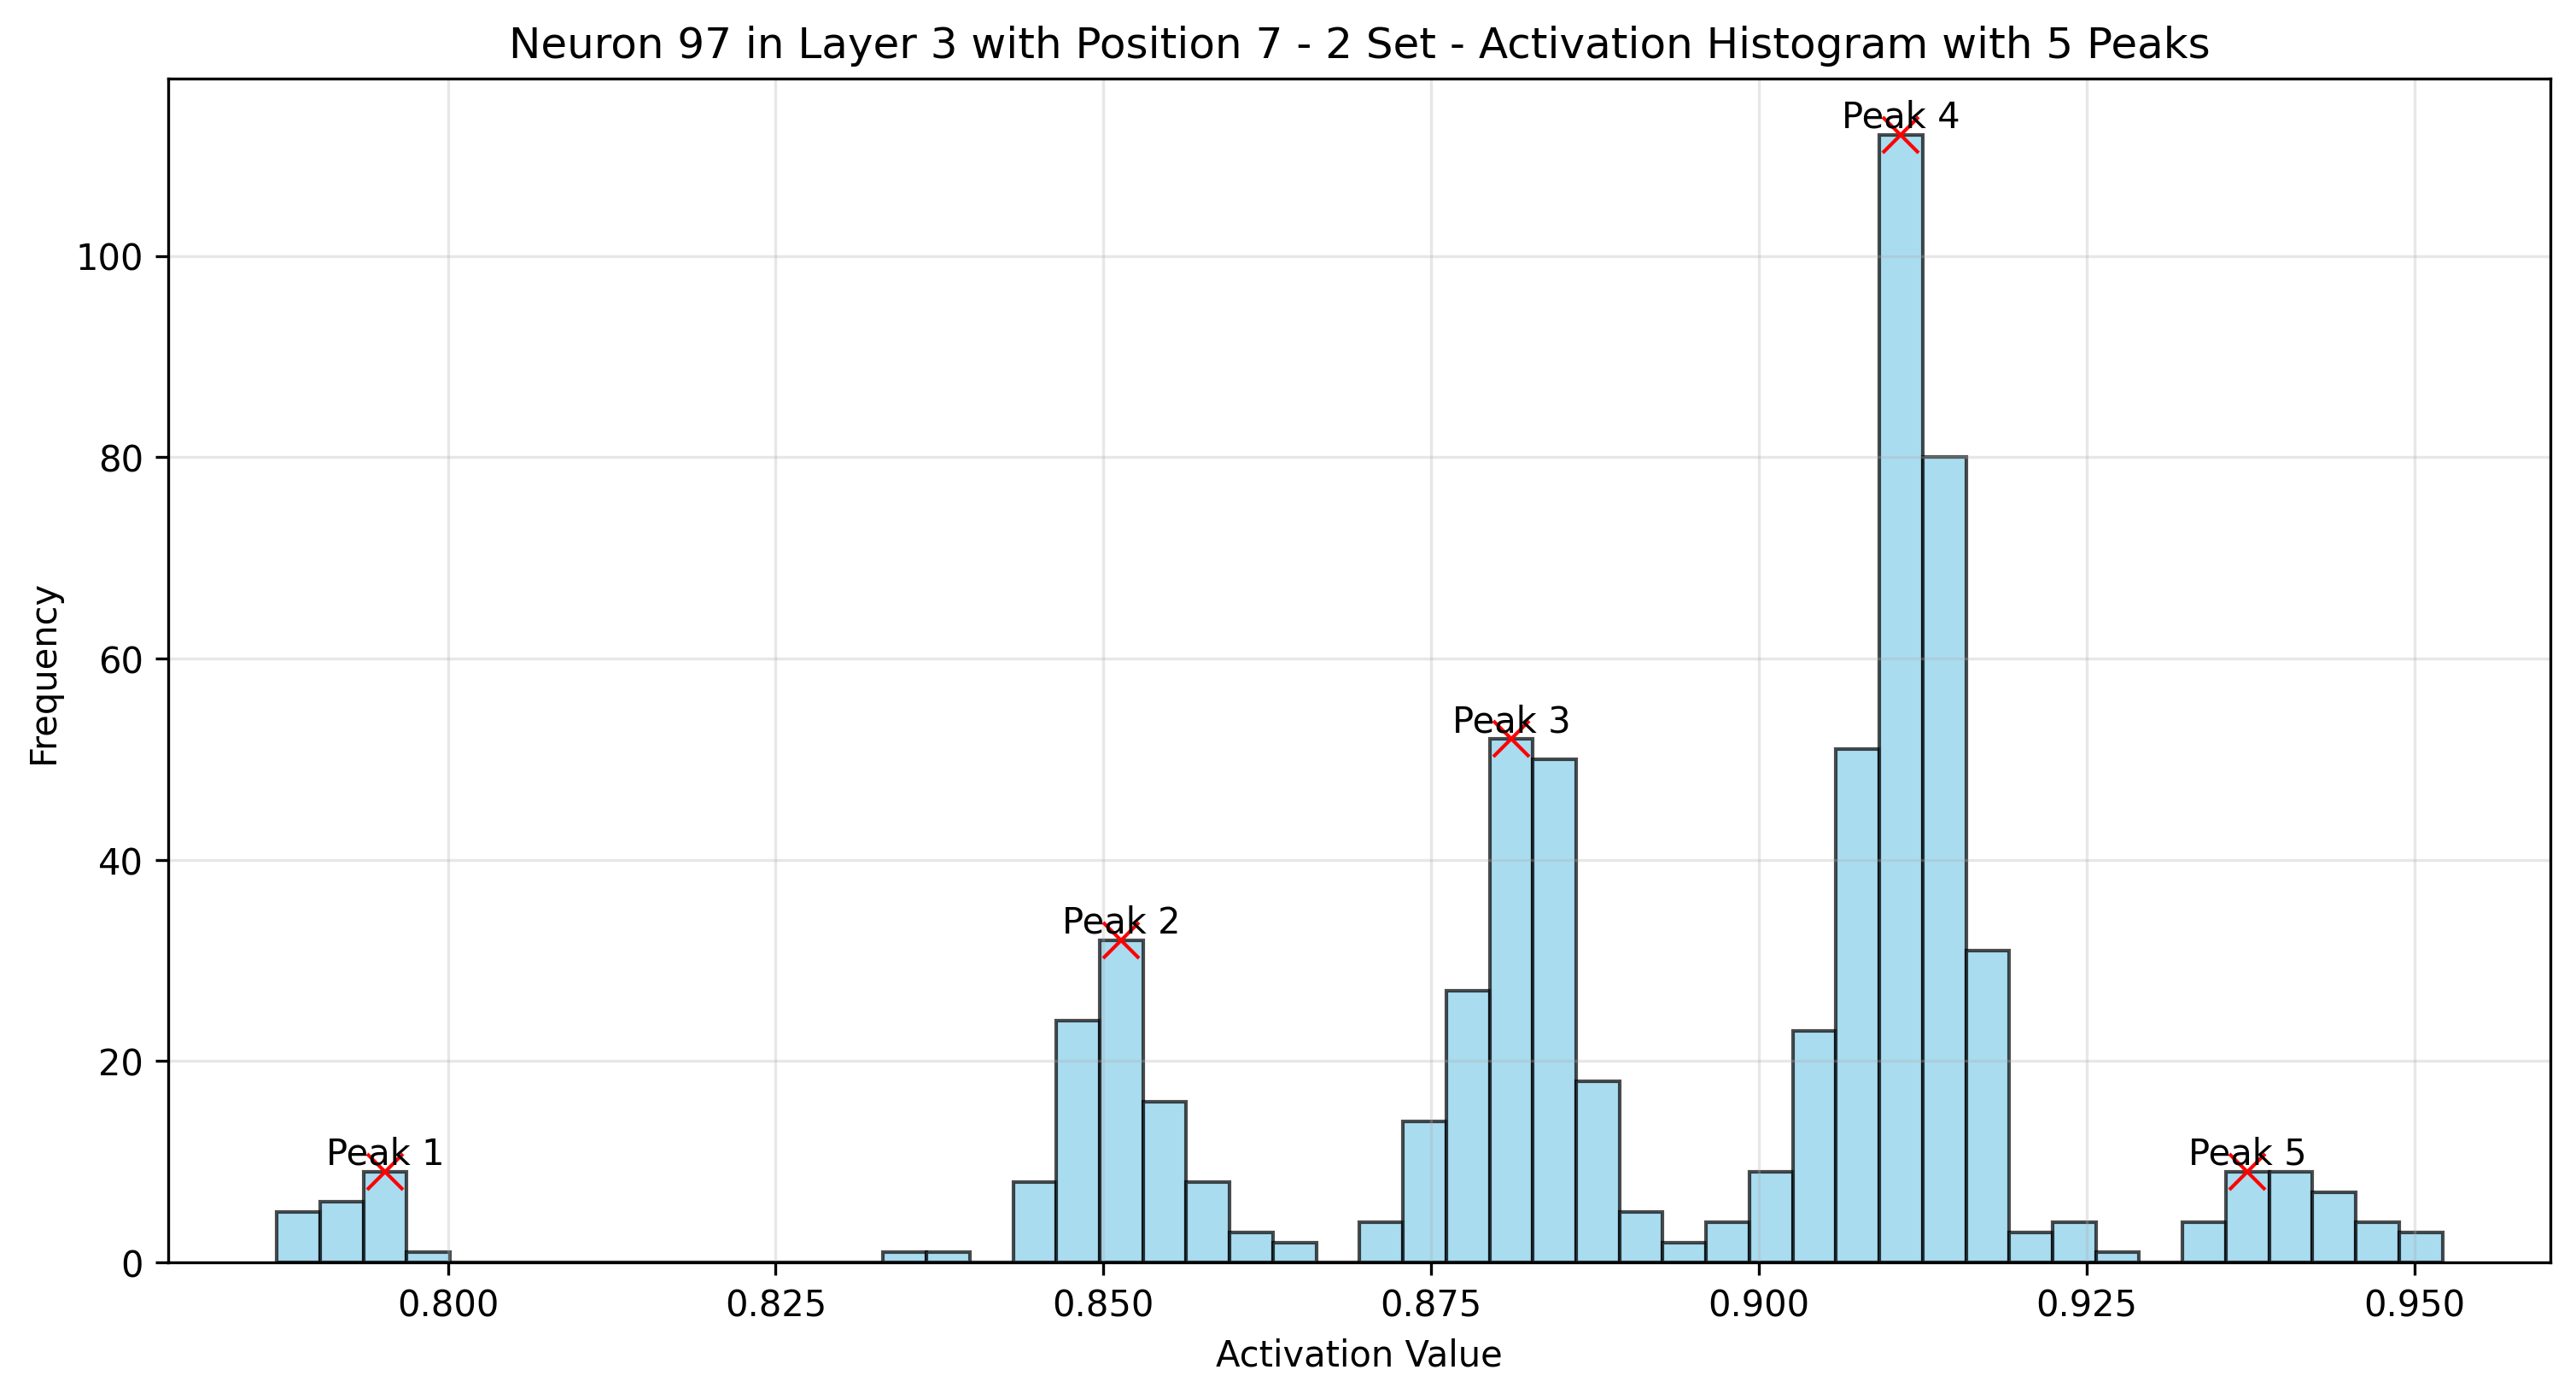 Neuron 97 in Layer 3 with Position 7 - 2 Set - Activation Histogram with 5 Peaks
Peak 4
100
80
Frequency
60
Peak 3
40
Peak 2
20
Peak 1
Peak 5
0
0.800 0.825 0.850 0.875 0.900 0.925 0.950
Activation Value